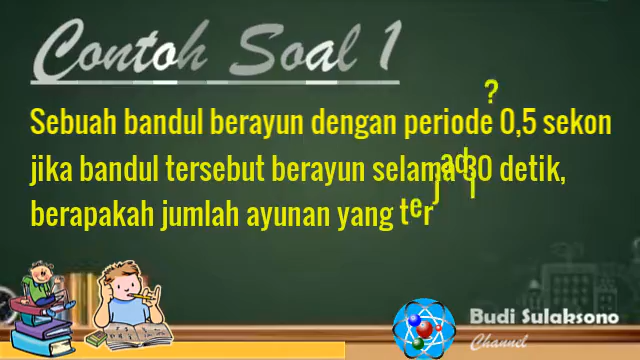 Contoh Soal 1
Sebuah bandul berayun dengan periode 0,5 sekon
jika bandul tersebut berayun selama 30 detik,
berapakah jumlah ayunan yang terjadi?
Budi Sulaksono
Channel